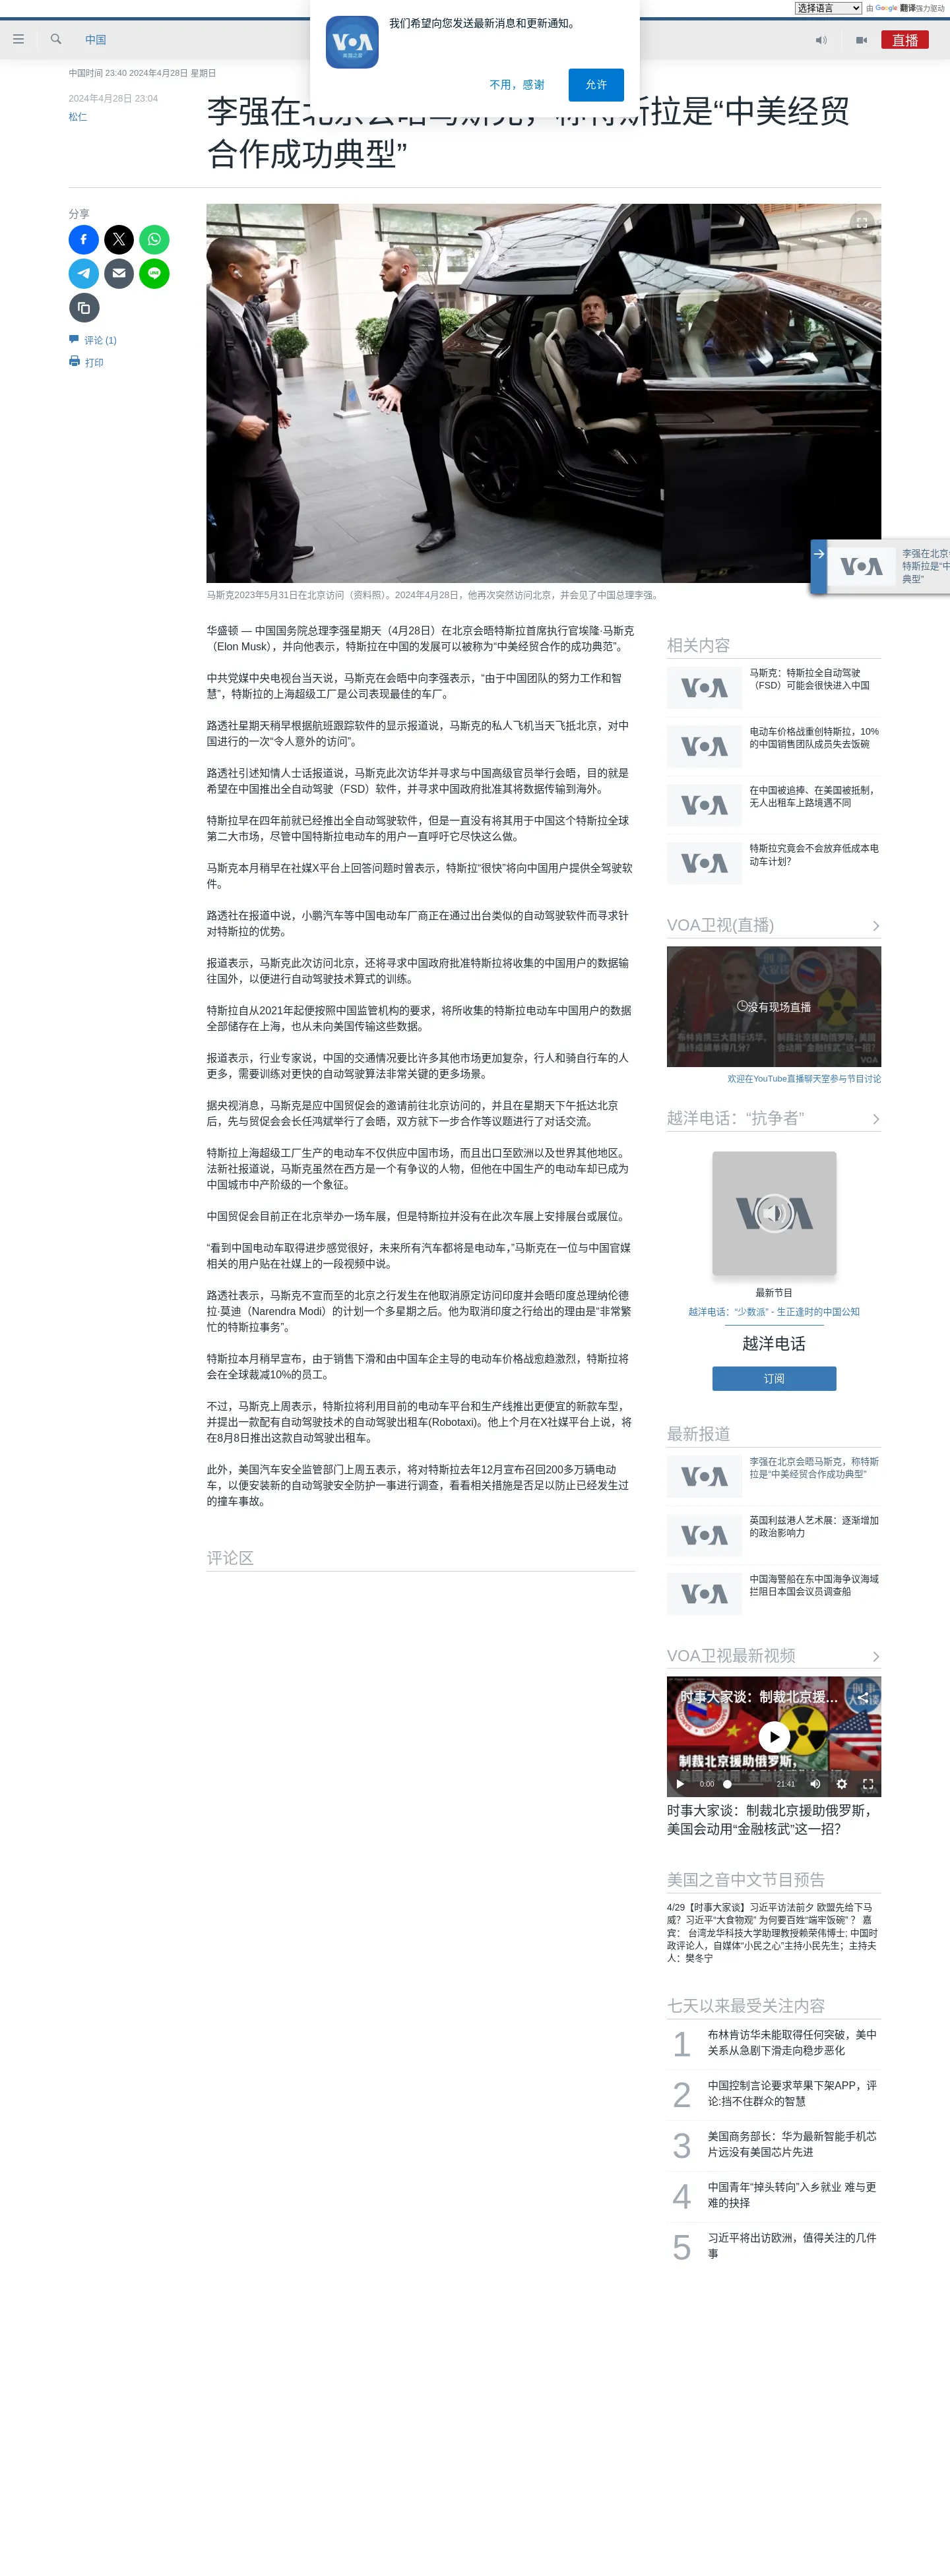 选择语言 由 Google 翻译强力驱动
中国
直播
我们希望向您发送最新消息和更新通知。
不用，感谢
允许
中国时间 23:40 2024年4月28日 星期日
2024年4月28日 23:04
松仁
李强在北京会晤马斯克，称特斯拉是“中美经贸
合作成功典型”
分享
评论 (1)
打印
马斯克2023年5月31日在北京访问（资料照）。2024年4月28日，他再次突然访问北京，并会见了中国总理李强。
李强在北京
特斯拉是“中
典型”
华盛顿 — 中国国务院总理李强星期天（4月28日）在北京会晤特斯拉首席执行官埃隆·马斯克
（Elon Musk），并向他表示，特斯拉在中国的发展可以被称为“中美经贸合作的成功典范”。
中共党媒中央电视台当天说，马斯克在会晤中向李强表示，“由于中国团队的努力工作和智
慧”，特斯拉的上海超级工厂是公司表现最佳的车厂。
路透社星期天稍早根据航班跟踪软件的显示报道说，马斯克的私人飞机当天飞抵北京，对中
国进行的一次“令人意外的访问”。
路透社引述知情人士话报道说，马斯克此次访华并寻求与中国高级官员举行会晤，目的就是
希望在中国推出全自动驾驶（FSD）软件，并寻求中国政府批准其将数据传输到海外。
特斯拉早在四年前就已经推出全自动驾驶软件，但是一直没有将其用于中国这个特斯拉全球
第二大市场，尽管中国特斯拉电动车的用户一直呼吁它尽快这么做。
马斯克本月稍早在社媒X平台上回答问题时曾表示，特斯拉“很快”将向中国用户提供全驾驶软
件。
路透社在报道中说，小鹏汽车等中国电动车厂商正在通过出台类似的自动驾驶软件而寻求针
对特斯拉的优势。
报道表示，马斯克此次访问北京，还将寻求中国政府批准特斯拉将收集的中国用户的数据输
往国外，以便进行自动驾驶技术算式的训练。
特斯拉自从2021年起便按照中国监管机构的要求，将所收集的特斯拉电动车中国用户的数据
全部储存在上海，也从未向美国传输这些数据。
报道表示，行业专家说，中国的交通情况要比许多其他市场更加复杂，行人和骑自行车的人
更多，需要训练对更快的自动驾驶算法非常关键的更多场景。
据央视消息，马斯克是应中国贸促会的邀请前往北京访问的，并且在星期天下午抵达北京
后，先与贸促会会长任鸿斌举行了会晤，双方就下一步合作等议题进行了对话交流。
特斯拉上海超级工厂生产的电动车不仅供应中国市场，而且出口至欧洲以及世界其他地区。
法新社报道说，马斯克虽然在西方是一个有争议的人物，但他在中国生产的电动车却已成为
中国城市中产阶级的一个象征。
中国贸促会目前正在北京举办一场车展，但是特斯拉并没有在此次车展上安排展台或展位。
“看到中国电动车取得进步感觉很好，未来所有汽车都将是电动车，”马斯克在一位与中国官媒
相关的用户贴在社媒上的一段视频中说。
路透社表示，马斯克不宣而至的北京之行发生在他取消原定访问印度并会晤印度总理纳伦德
拉·莫迪（Narendra Modi）的计划一个多星期之后。他为取消印度之行给出的理由是“非常繁
忙的特斯拉事务”。
特斯拉本月稍早宣布，由于销售下滑和由中国车企主导的电动车价格战愈趋激烈，特斯拉将
会在全球裁减10%的员工。
不过，马斯克上周表示，特斯拉将利用目前的电动车平台和生产线推出更便宜的新款车型，
并提出一款配有自动驾驶技术的自动驾驶出租车(Robotaxi)。他上个月在X社媒平台上说，将
在8月8日推出这款自动驾驶出租车。
此外，美国汽车安全监管部门上周五表示，将对特斯拉去年12月宣布召回200多万辆电动
车，以便安装新的自动驾驶安全防护一事进行调查，看看相关措施是否足以防止已经发生过
的撞车事故。
评论区
相关内容
马斯克：特斯拉全自动驾驶
（FSD）可能会很快进入中国
电动车价格战重创特斯拉，10%
的中国销售团队成员失去饭碗
在中国被追捧、在美国被抵制，
无人出租车上路境遇不同
特斯拉究竟会不会放弃低成本电
动车计划？
VOA卫视(直播)
没有现场直播
欢迎在YouTube直播聊天室参与节目讨论
越洋电话：“抗争者”
最新节目
越洋电话：“少数派” - 生正逢时的中国公知
越洋电话
订阅
最新报道
李强在北京会晤马斯克，称特斯
拉是“中美经贸合作成功典型”
英国利兹港人艺术展：逐渐增加
的政治影响力
中国海警船在东中国海争议海域
拦阻日本国会议员调查船
VOA卫视最新视频
时事大家谈：制裁北京援…
制裁北京援助俄罗斯，
0:00 21:41
时事大家谈：制裁北京援助俄罗斯，
美国会动用“金融核武”这一招？
美国之音中文节目预告
4/29【时事大家谈】习近平访法前夕 欧盟先给下马
威？习近平“大食物观” 为何要百姓“端牢饭碗” ？ 嘉
宾： 台湾龙华科技大学助理教授赖荣伟博士; 中国时
政评论人，自媒体“小民之心”主持小民先生；主持夫
人：樊冬宁
七天以来最受关注内容
1 布林肯访华未能取得任何突破，美中
关系从急剧下滑走向稳步恶化
2 中国控制言论要求苹果下架APP，评
论:挡不住群众的智慧
3 美国商务部长：华为最新智能手机芯
片远没有美国芯片先进
4 中国青年“掉头转向”入乡就业 难与更
难的抉择
5 习近平将出访欧洲，值得关注的几件
事